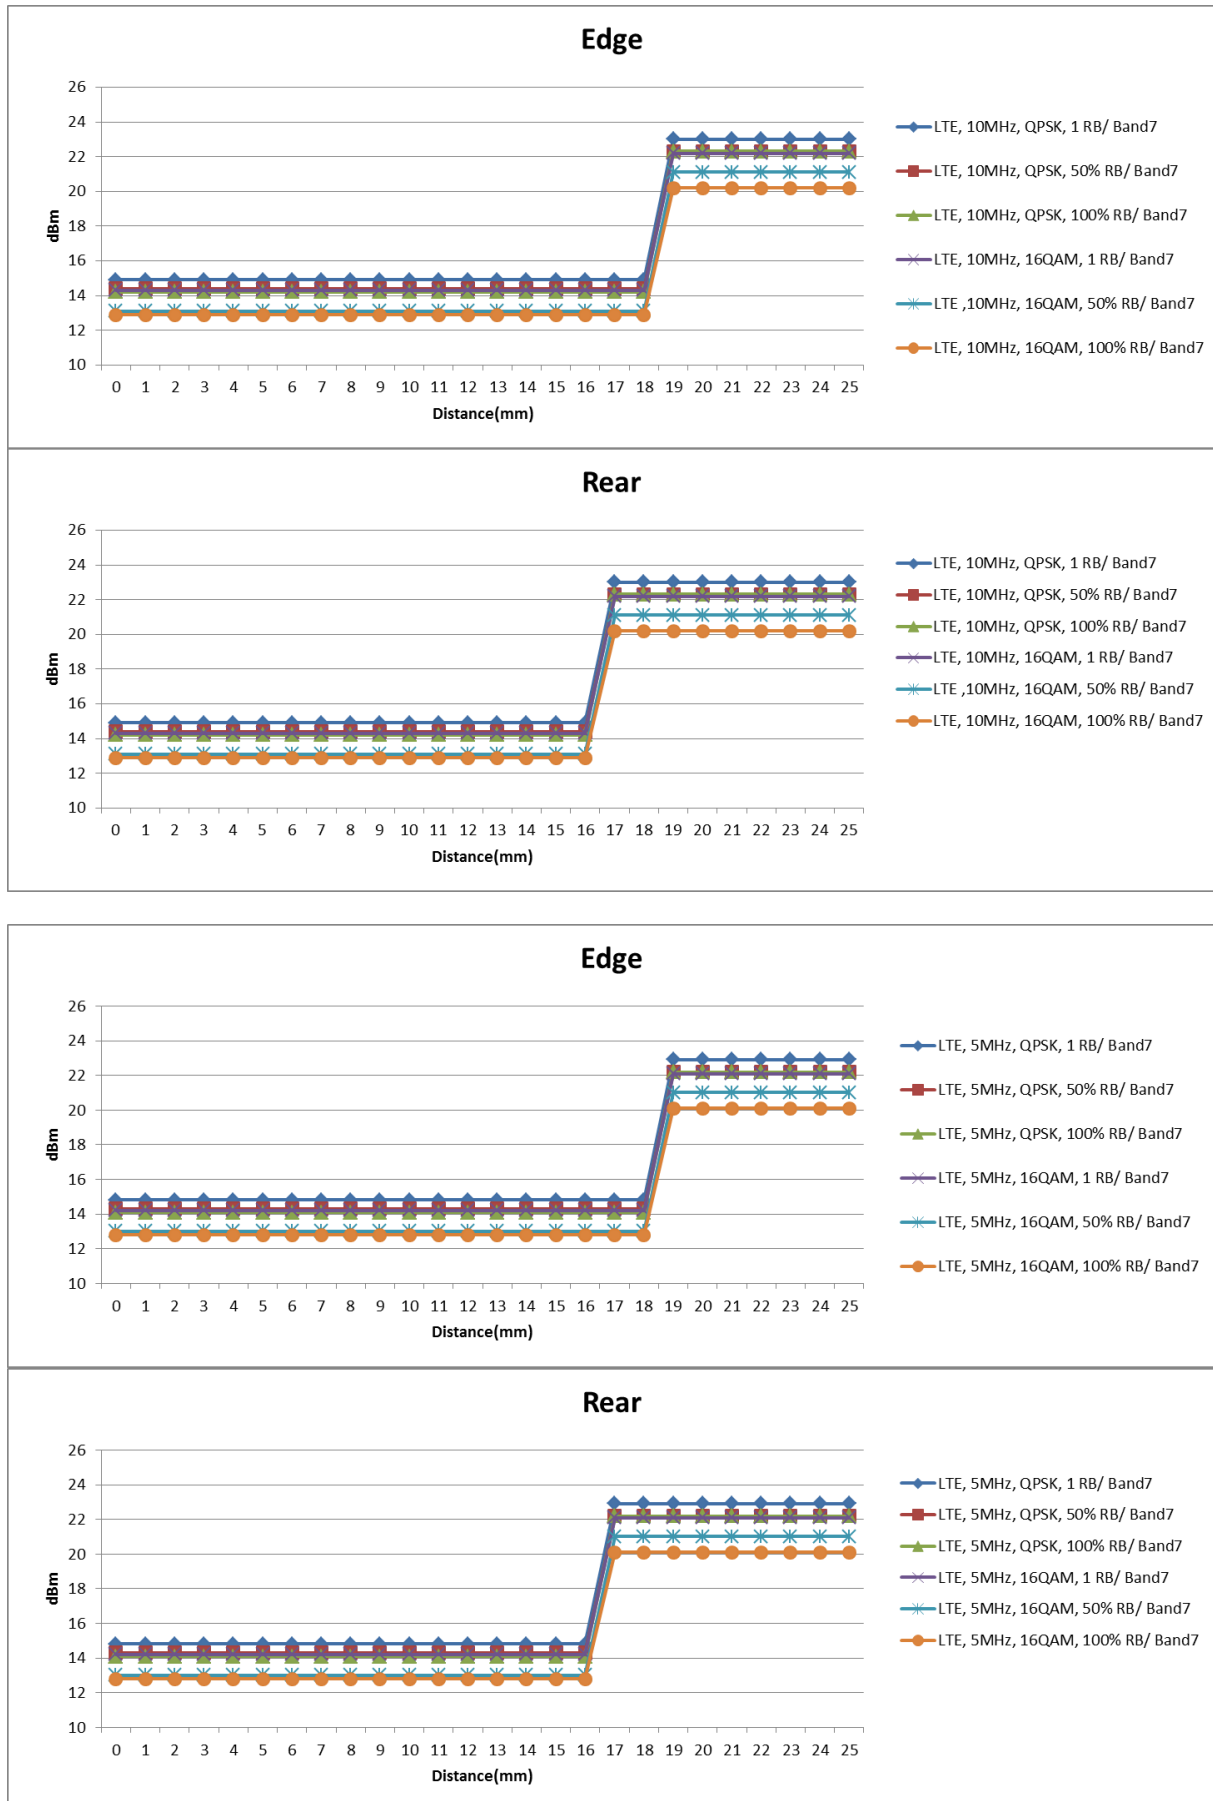 Edge
26
24
22
20
18
16
14
12
10
dBm
0 1 2 3 4 5 6 7 8 9 10 11 12 13 14 15 16 17 18 19 20 21 22 23 24 25
Distance(mm)
LTE, 10MHz, QPSK, 1 RB/ Band7
LTE, 10MHz, QPSK, 50% RB/ Band7
LTE, 10MHz, QPSK, 100% RB/ Band7
LTE, 10MHz, 16QAM, 1 RB/ Band7
LTE ,10MHz, 16QAM, 50% RB/ Band7
LTE, 10MHz, 16QAM, 100% RB/ Band7
Rear
26
24
22
20
18
16
14
12
10
dBm
0 1 2 3 4 5 6 7 8 9 10 11 12 13 14 15 16 17 18 19 20 21 22 23 24 25
Distance(mm)
LTE, 10MHz, QPSK, 1 RB/ Band7
LTE, 10MHz, QPSK, 50% RB/ Band7
LTE, 10MHz, QPSK, 100% RB/ Band7
LTE, 10MHz, 16QAM, 1 RB/ Band7
LTE ,10MHz, 16QAM, 50% RB/ Band7
LTE, 10MHz, 16QAM, 100% RB/ Band7
Edge
26
24
22
20
18
16
14
12
10
dBm
0 1 2 3 4 5 6 7 8 9 10 11 12 13 14 15 16 17 18 19 20 21 22 23 24 25
Distance(mm)
LTE, 5MHz, QPSK, 1 RB/ Band7
LTE, 5MHz, QPSK, 50% RB/ Band7
LTE, 5MHz, QPSK, 100% RB/ Band7
LTE, 5MHz, 16QAM, 1 RB/ Band7
LTE, 5MHz, 16QAM, 50% RB/ Band7
LTE, 5MHz, 16QAM, 100% RB/ Band7
Rear
26
24
22
20
18
16
14
12
10
dBm
0 1 2 3 4 5 6 7 8 9 10 11 12 13 14 15 16 17 18 19 20 21 22 23 24 25
Distance(mm)
LTE, 5MHz, QPSK, 1 RB/ Band7
LTE, 5MHz, QPSK, 50% RB/ Band7
LTE, 5MHz, QPSK, 100% RB/ Band7
LTE, 5MHz, 16QAM, 1 RB/ Band7
LTE, 5MHz, 16QAM, 50% RB/ Band7
LTE, 5MHz, 16QAM, 100% RB/ Band7